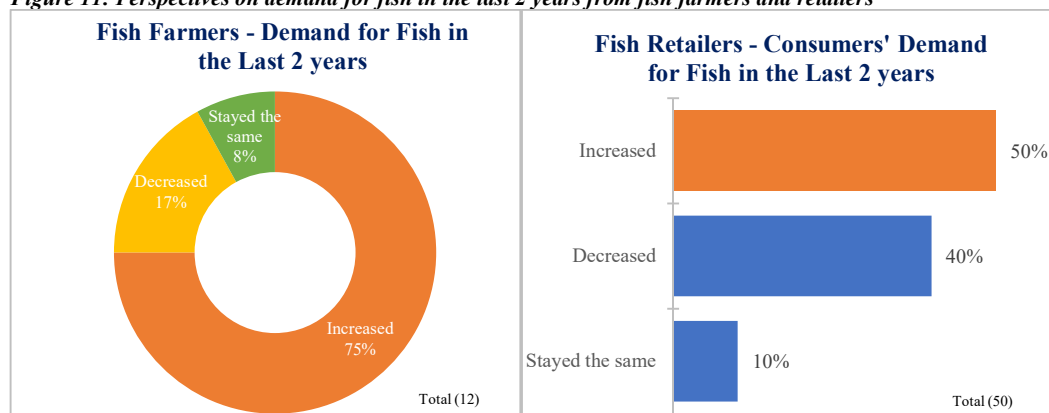 Figure 11: Perspectives on demand for fish in the last 2 years from fish farmers and retailers
Fish Farmers - Demand for Fish in
the Last 2 years
Stayed the
same
8%
Decreased
17%
Increased
75%
Total (12)
Fish Retailers - Consumers' Demand
for Fish in the Last 2 years
Increased
50%
Decreased
40%
Stayed the same
10%
Total (50)